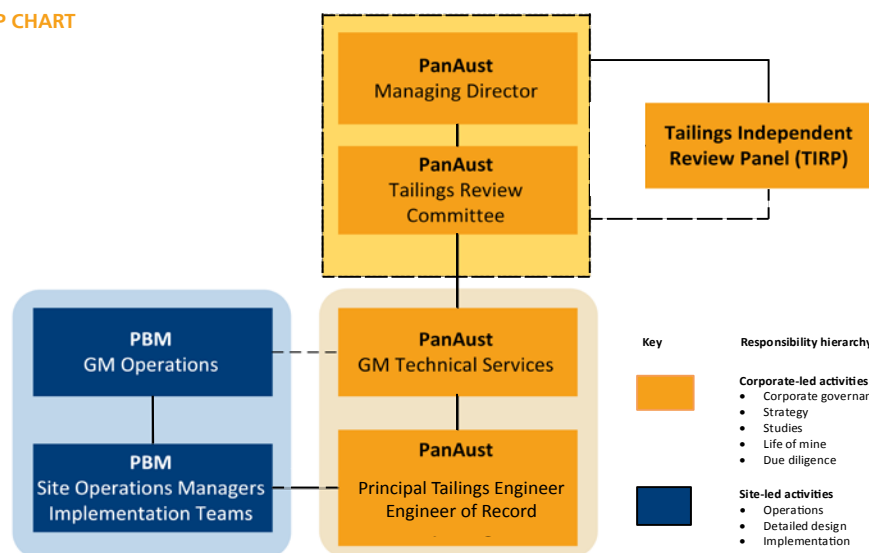 P CHART
PanAust
Managing Director
PanAust
Tailings Review
Committee
Tailings Independent
Review Panel (TIRP)
PBM
GM Operations
PanAust
GM Technical Services
PBM
Site Operations Managers
Implementation Teams
PanAust
Principal Tailings Engineer
Engineer of Record
Key
Responsibility hierarchy
Corporate-led activities
• Corporate governan
• Strategy
• Studies
• Life of mine
• Due diligence
Site-led activities
• Operations
• Detailed design
• Implementation